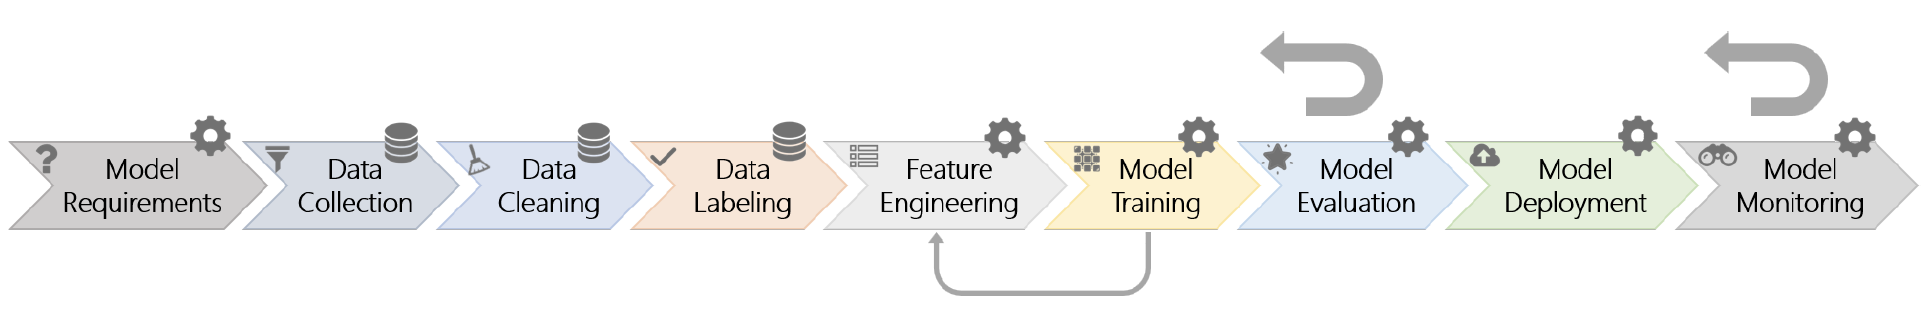 Model
Requirements
Data
Collection
Data
Cleaning
Data
Labeling
Feature
Engineering
Model
Training
Model
Evaluation
Model
Deployment
Model
Monitoring